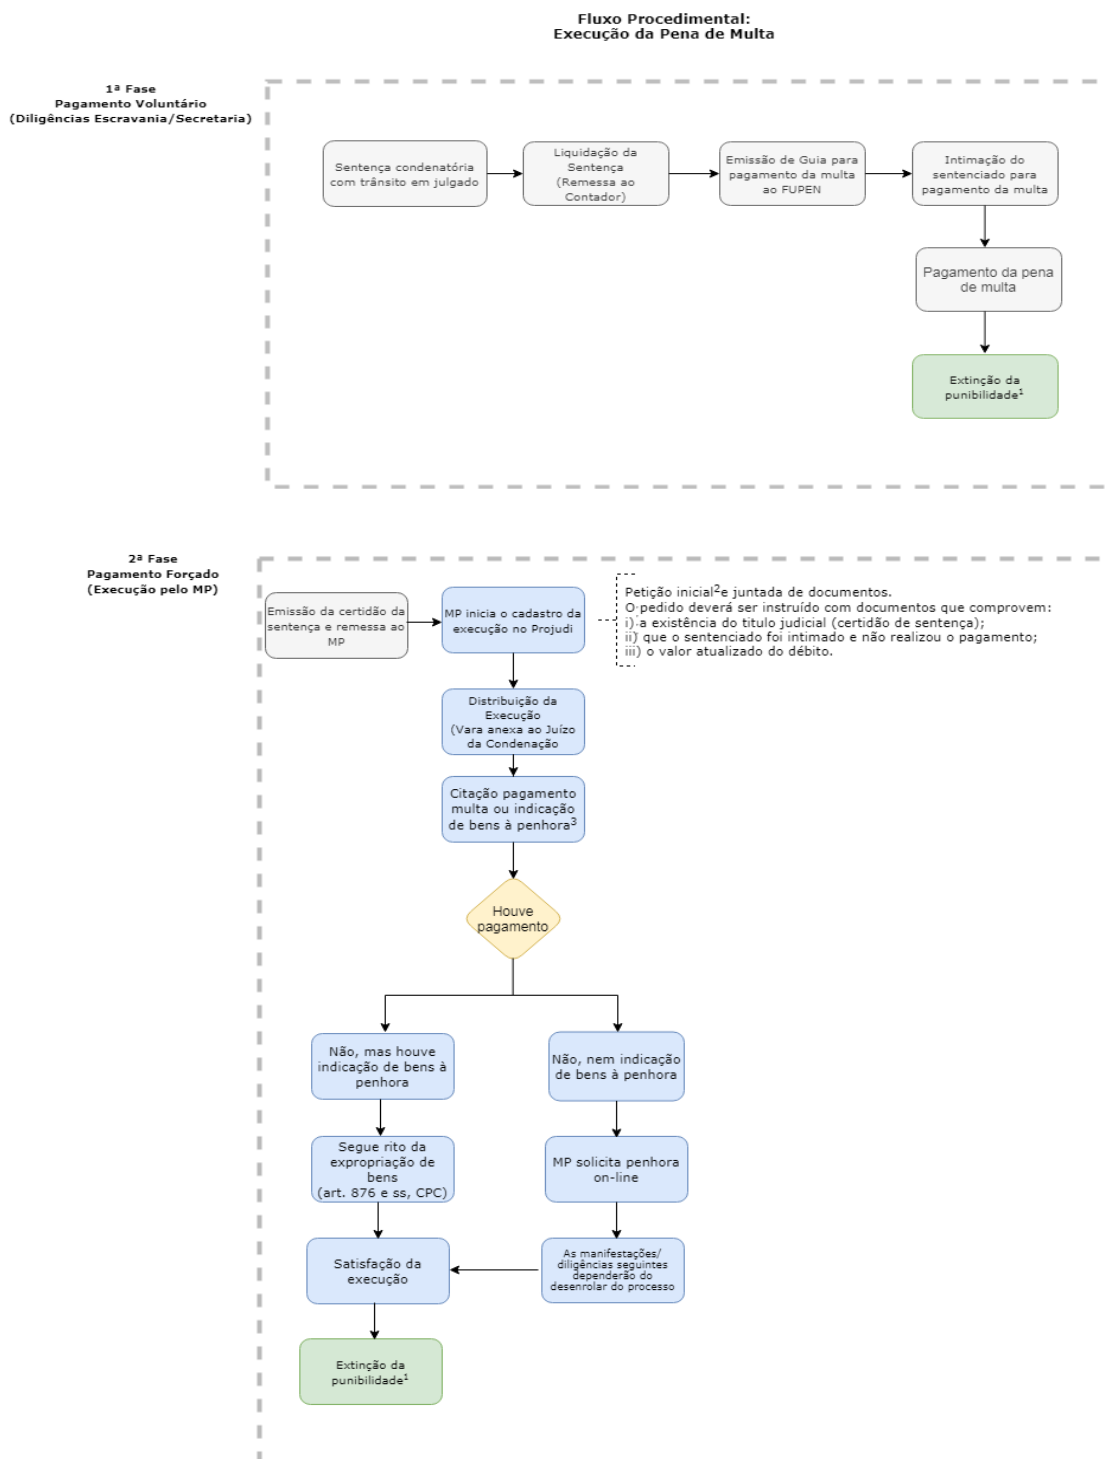 Fluxo Procedimental:
Execução da Pena de Multa
1ª Fase
Pagamento Voluntário
(Diligências Escravania/Secretaria)
Sentença condenatória
com trânsito em julgado
Liquidação da
Sentença
(Remessa ao
Contador)
Emissão de Guia para
pagamento da multa
ao FUPEN
Intimação do
sentenciado para
pagamento da multa
Pagamento da pena
de multa
Extinção da
punibilidade¹
2ª Fase
Pagamento Forçado
(Execução pelo MP)
Emissão da certidão da
sentença e remessa ao
MP
MP inicia o cadastro da
execução no Projudi
Petição inicial² e juntada de documentos.
O pedido deverá ser instruído com documentos que comprovem:
i) a existência do titulo judicial (certidão de sentença);
ii) que o sentenciado foi intimado e não realizou o pagamento;
iii) o valor atualizado do débito.
Distribuição da
Execução
(Vara anexa ao Juízo
da Condenação
Citação pagamento
multa ou indicação
de bens à penhora³
Houve
pagamento
Não, mas houve
indicação de bens à
penhora
Não, nem indicação
de bens à penhora
Segue rito da
expropriação de
bens
(art. 876 e ss, CPC)
MP solicita penhora
on-line
Satisfação da
execução
As manifestações/
diligências seguintes
dependerão do
desenrolar do processo
Extinção da
punibilidade¹